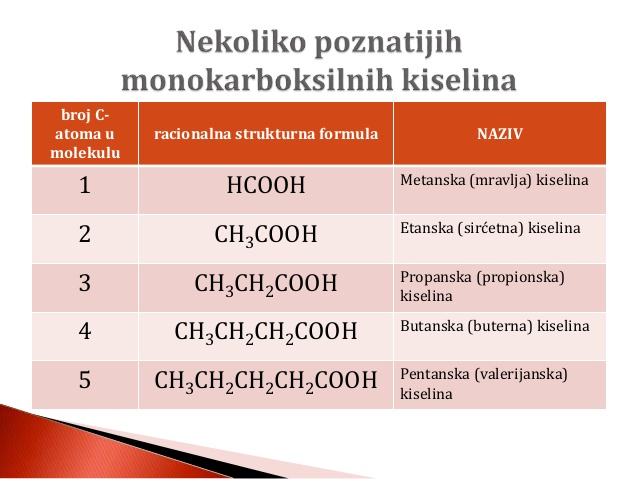 Nekoliko poznatijih
monokarboksilnih kiselina
broj C-
atoma u
molekulu
racionalna strukturna formula
NAZIV
1
HCOOH
Metanska (mravlja) kiselina
2
CH₃COOH
Etanska (sirćetna) kiselina
3
CH₃CH₂COOH
Propanska (propionska)
kiselina
4
CH₃CH₂CH₂COOH
Butanska (buterna) kiselina
5
CH₃CH₂CH₂CH₂COOH
Pentanska (valerijanska)
kiselina